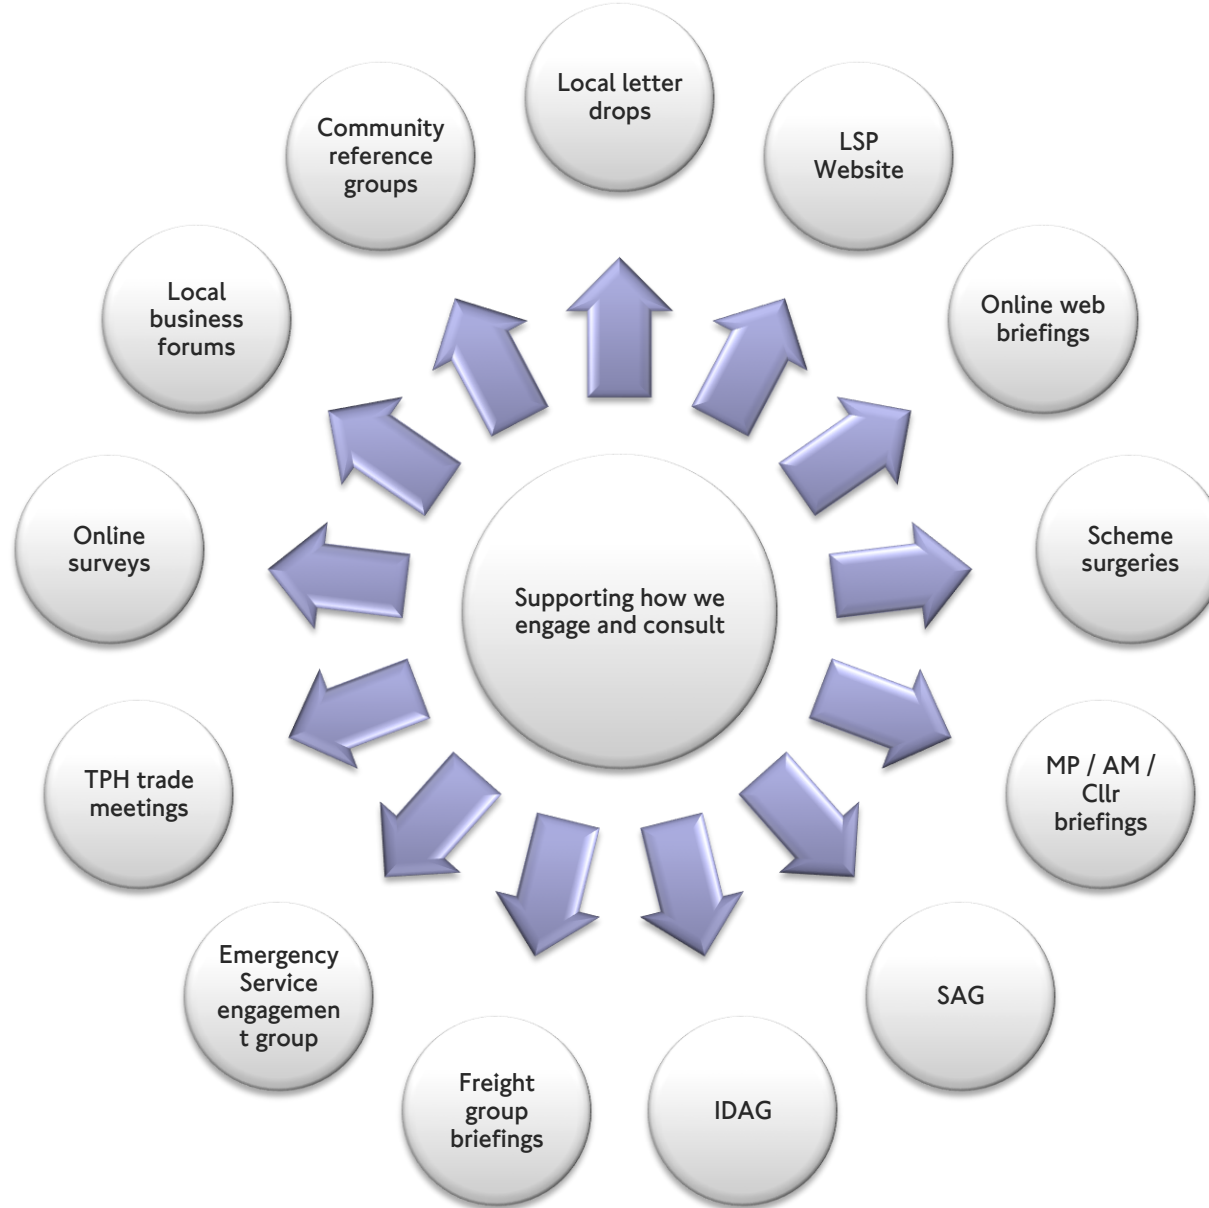 Local letter
drops
LSP
Website
Online web
briefings
Scheme
surgeries
MP / AM /
Cllr
briefings
SAG
IDAG
Freight
group
briefings
Emergency
Service
engagemen
t group
TPH trade
meetings
Online
surveys
Local
business
forums
Community
reference
groups
Supporting how we
engage and consult